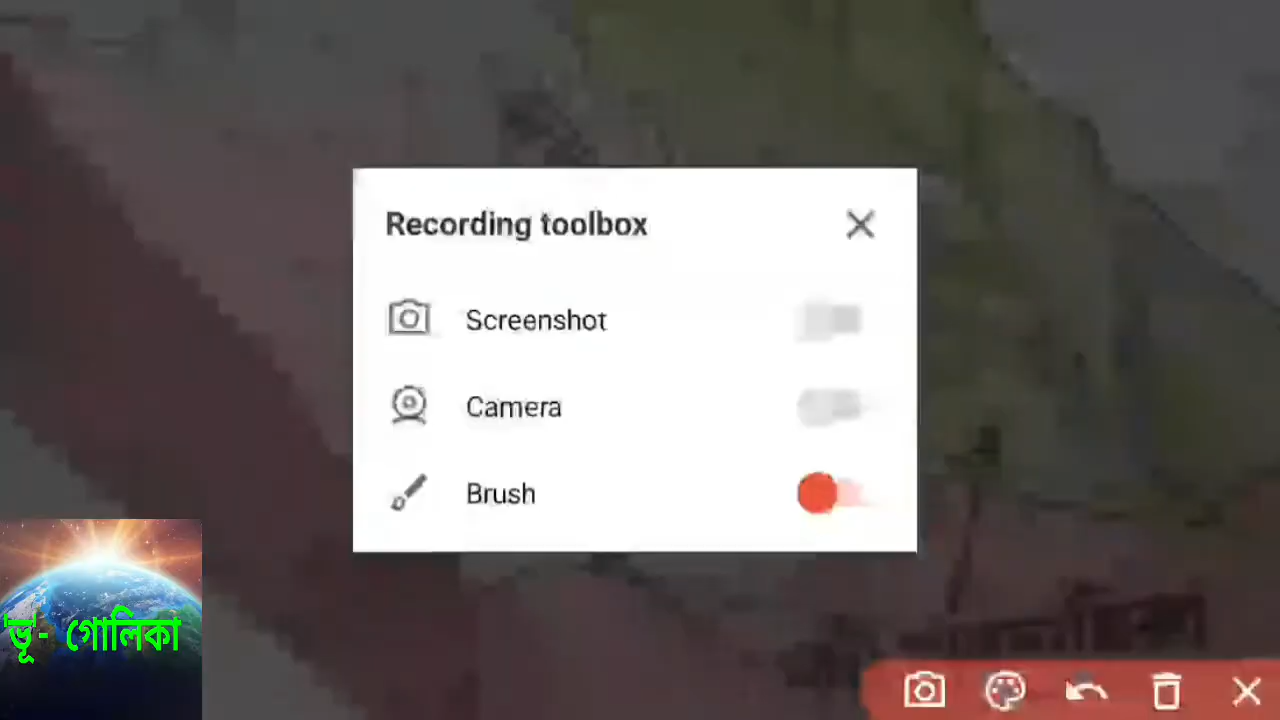 Recording toolbox
Screenshot
Camera
Brush
ভূ- গোলিকা